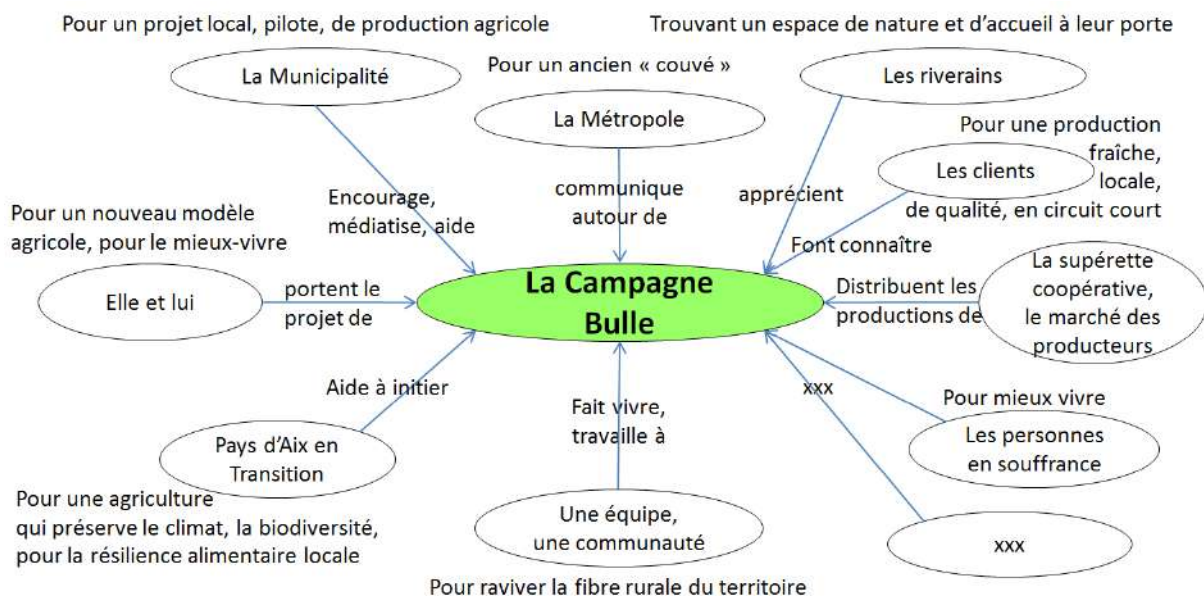 Pour un projet local, pilote, de production agricole
La Municipalité
Encourage,
médiatise, aide
Pour un ancien « couvé »
La Métropole
communique
autour de
Trouvant un espace de nature et d’accueil à leur porte
Les riverains
apprécient
Pour une production
fraîche,
locale,
de qualité, en circuit court
Les clients
Font connaître
Pour un nouveau modèle
agricole, pour le mieux-vivre
Elle et lui
portent le
projet de
La Campagne
Bulle
Distribuent les
productions de
La supérette
coopérative,
le marché des
producteurs
Aide à initier
Pays d’Aix en
Transition
Pour une agriculture
qui préserve le climat, la biodiversité,
pour la résilience alimentaire locale
Fait vivre,
travaille à
Une équipe,
une communauté
Pour raviver la fibre rurale du territoire
xxx
Pour mieux vivre
Les personnes
en souffrance
xxx